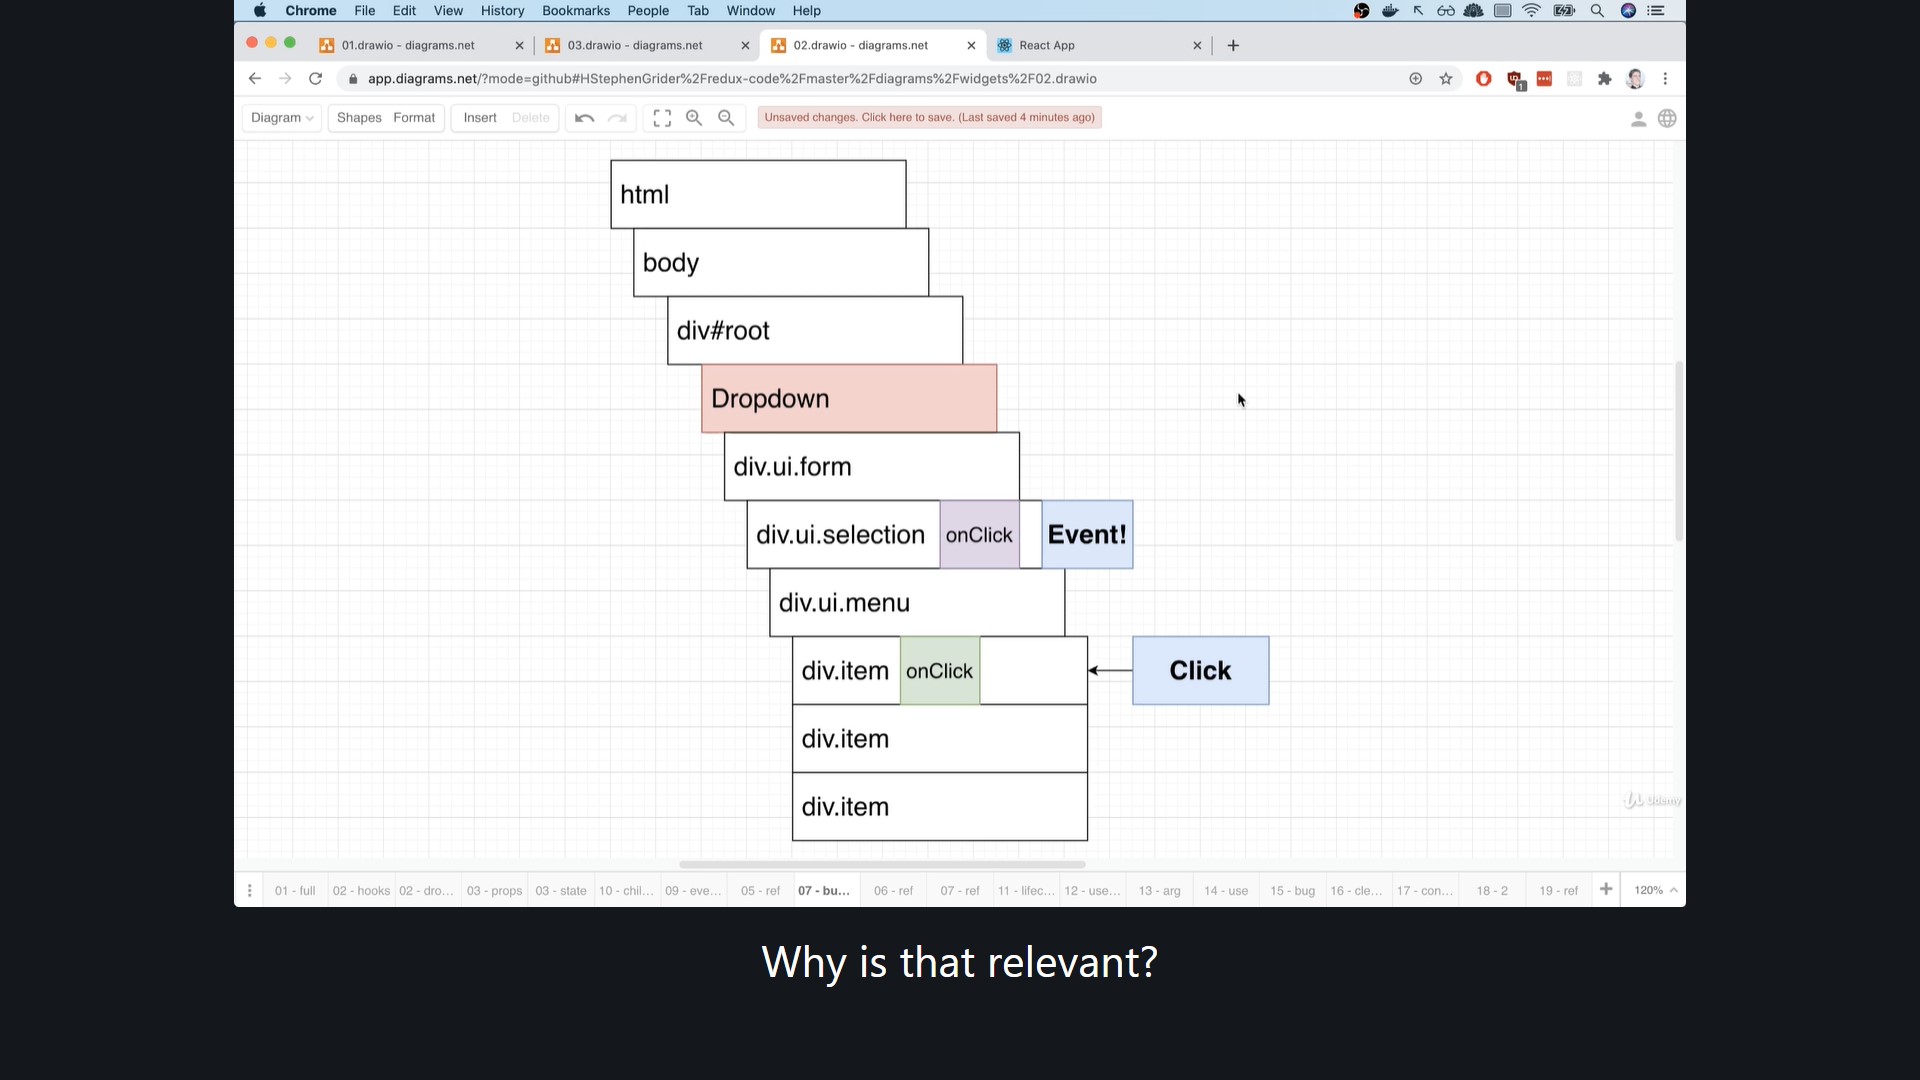 Chrome File Edit View History Bookmarks People Tab Window Help
01.drawio - diagrams.net
03.drawio - diagrams.net
02.drawio - diagrams.net
React App
app.diagrams.net/?mode=github#HStephenGrider%2Fredux-code%2Fmaster%2Fdiagrams%2Fwidgets%2F02.drawio
1
Diagram Shapes Format Insert Delete Unsaved changes. Click here to save. (Last saved 4 minutes ago)
html
body
div#root
Dropdown
div.ui.form
div.ui.selection onClick Event!
div.ui.menu
div.item onClick Click
div.item
Udemy
div.item
01 - full 02 - hooks 02 - dro... 03 - props 03 - state 10 - chil... 09 - eve... 05 - ref 07 - bu... 06 - ref 07 - ref 11 - lifec... 12 - use... 13 - arg 14 - use 15 - bug 16 - cle... 17 - con... 18 - 2 19 - ref 120%
Why is that relevant?